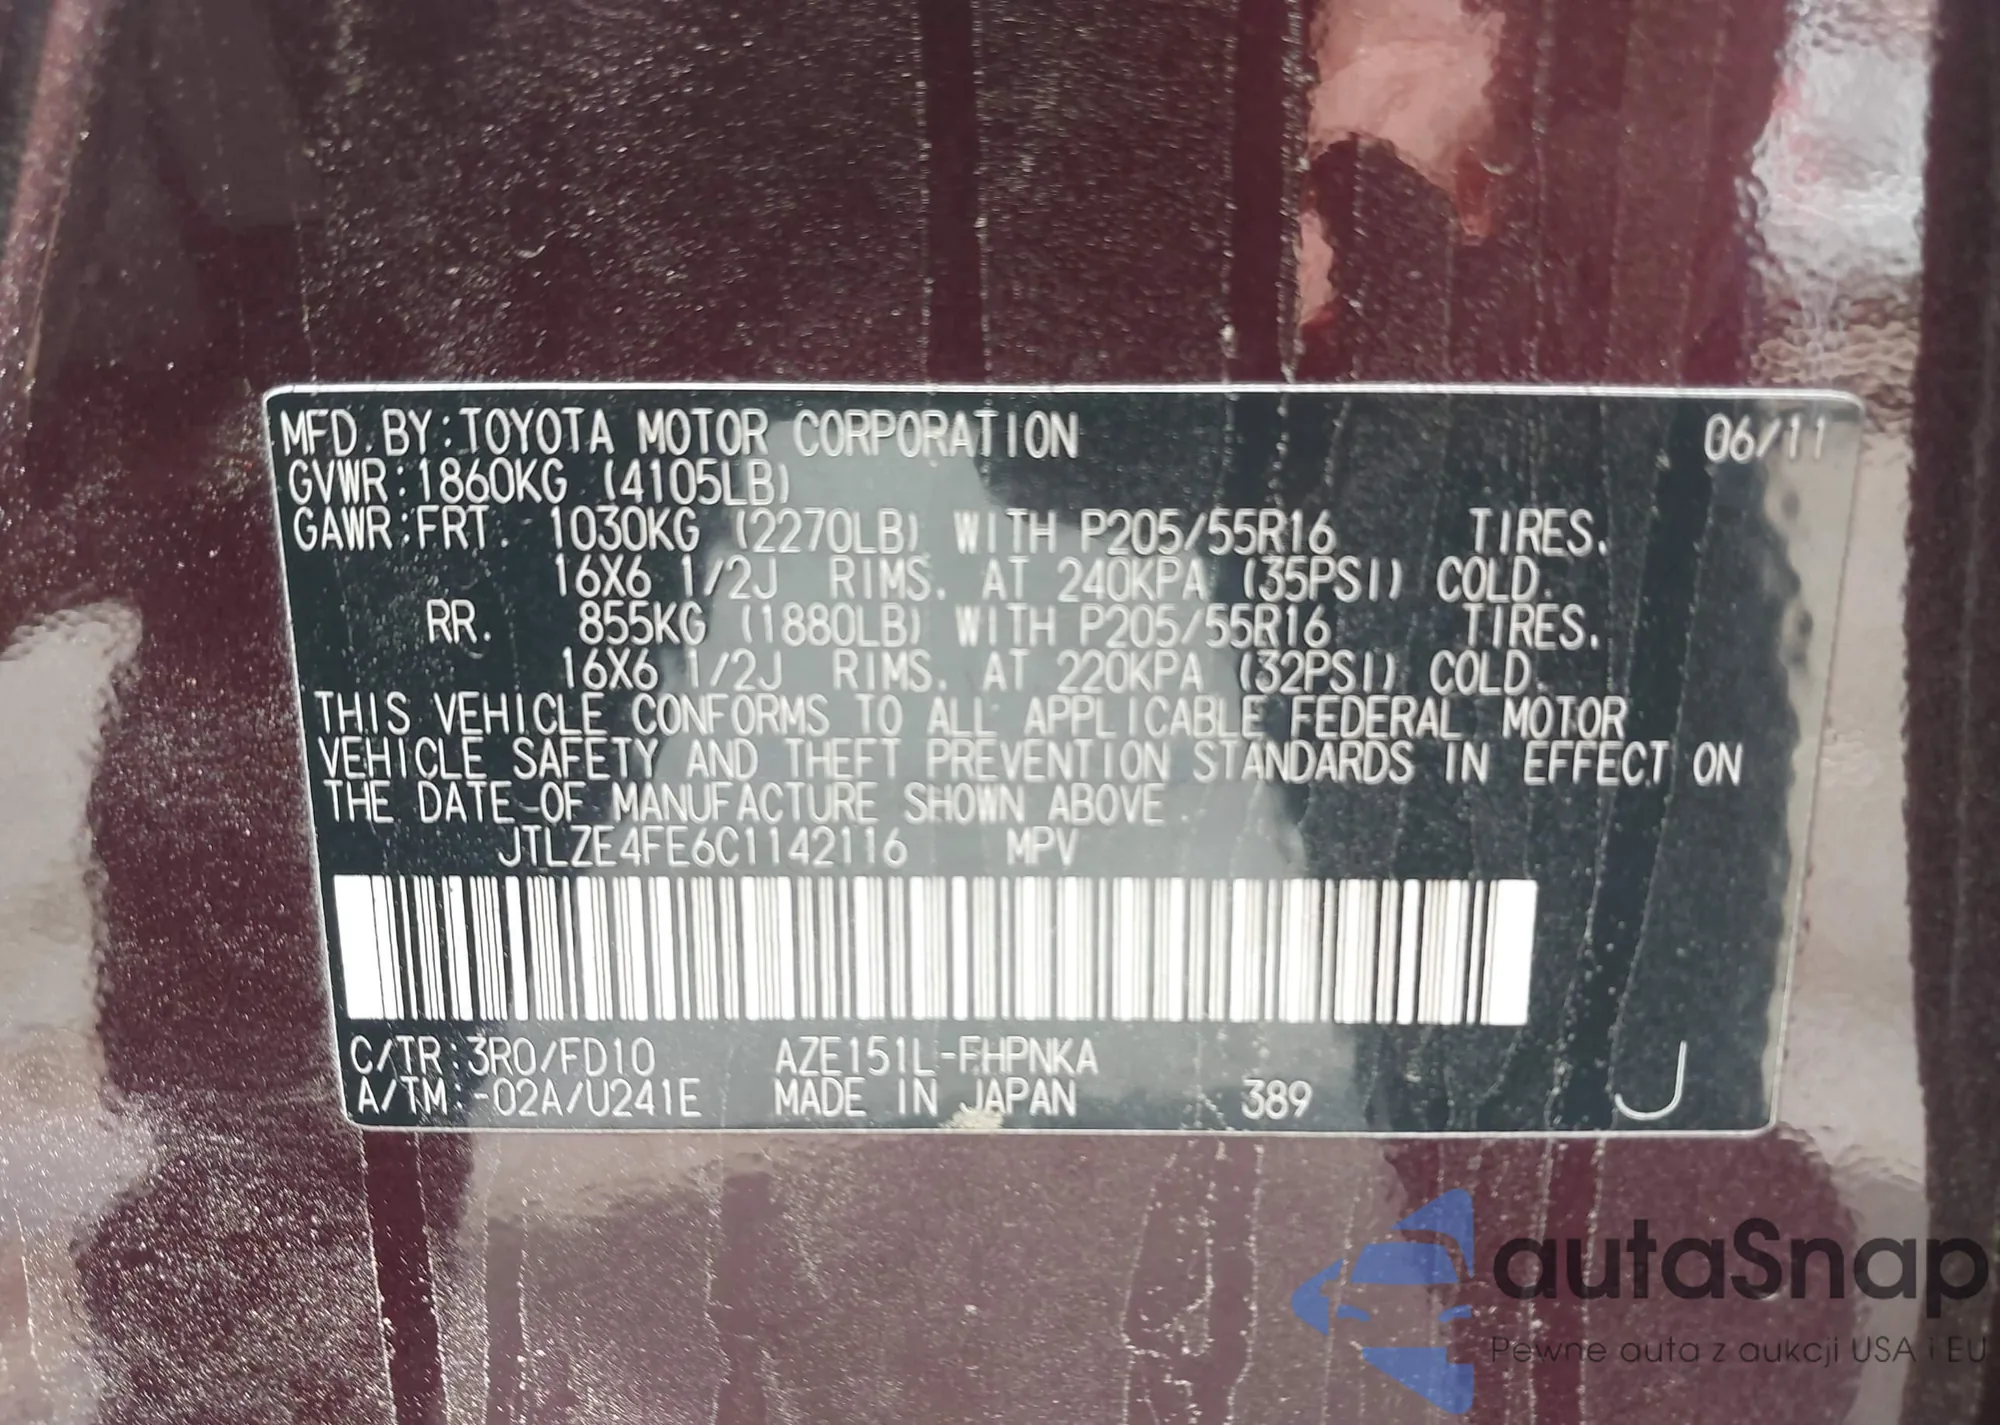 MFD. BY: TOYOTA MOTOR CORPORATION 06/11
GVWR: 1860KG (4105LB)
GAWR: FRT. 1030KG (2270LB) WITH P205/55R16 TIRES.
16X6 1/2J RIMS. AT 240KPA (35PSI) COLD.
RR. 855KG (1880LB) WITH P205/55R16 TIRES.
16X6 1/2J RIMS. AT 220KPA (32PSI) COLD.
THIS VEHICLE CONFORMS TO ALL APPLICABLE FEDERAL MOTOR
VEHICLE SAFETY AND THEFT PREVENTION STANDARDS IN EFFECT ON
THE DATE OF MANUFACTURE SHOWN ABOVE.
JTLZE4FE6C1142116 MPV
C/TR: 3R0/FD10 AZE151L-FHPNKA
A/TM: -02A/U241E MADE IN JAPAN 389 J
autaSnap
Pewne auta z aukcji USA i EU